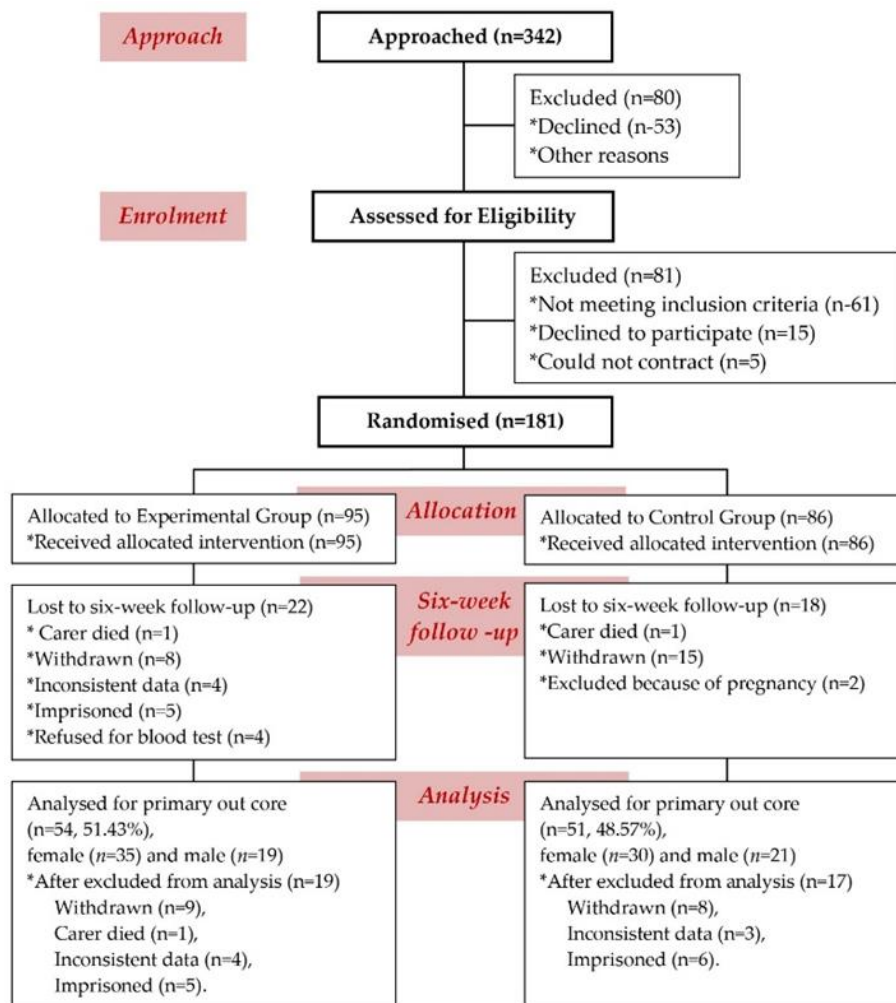 Approach
Approached (n=342)
Excluded (n=80)
*Declined (n-53)
*Other reasons
Enrolment
Assessed for Eligibility
Excluded (n=81)
*Not meeting inclusion criteria (n-61)
*Declined to participate (n=15)
*Could not contract (n=5)
Randomised (n=181)
Allocation
Allocated to Experimental Group (n=95)
*Received allocated intervention (n=95)
Allocated to Control Group (n=86)
*Received allocated intervention (n=86)
Six-week
follow -up
Lost to six-week follow-up (n=22)
* Carer died (n=1)
*Withdrawn (n=8)
*Inconsistent data (n=4)
*Imprisoned (n=5)
*Refused for blood test (n=4)
Lost to six-week follow-up (n=18)
*Carer died (n=1)
*Withdrawn (n=15)
*Excluded because of pregnancy (n=2)
Analysis
Analysed for primary out core
(n=54, 51.43%),
female (n=35) and male (n=19)
*After excluded from analysis (n=19)
Withdrawn (n=9),
Carer died (n=1),
Inconsistent data (n=4),
Imprisoned (n=5).
Analysed for primary out core
(n=51, 48.57%),
female (n=30) and male (n=21)
*After excluded from analysis (n=17)
Withdrawn (n=8),
Inconsistent data (n=3),
Imprisoned (n=6).